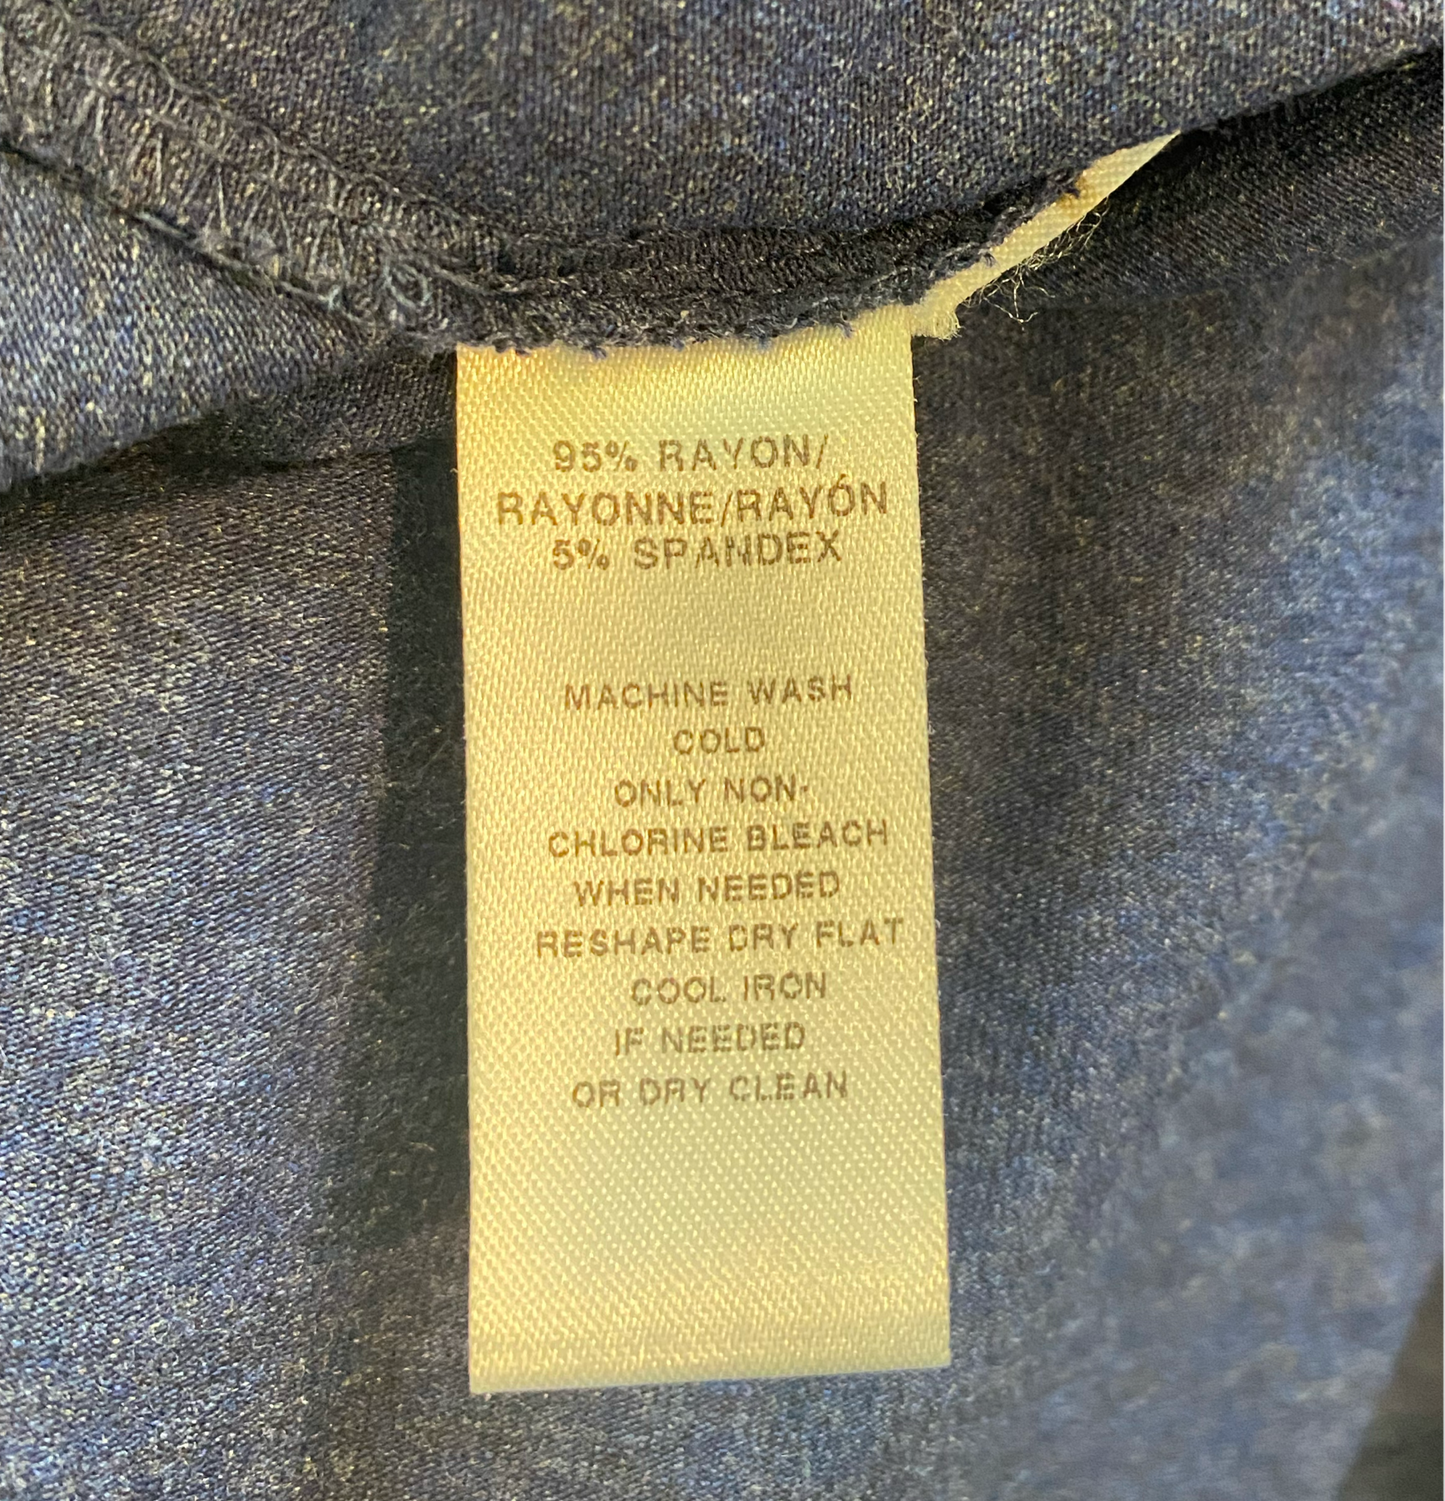 95% RAYON/
RAYONNE/RAYÓN
5% SPANDEX
MACHINE WASH
COLD
ONLY NON-
CHLORINE BLEACH
WHEN NEEDED
RESHAPE DRY FLAT
COOL IRON
IF NEEDED
OR DRY CLEAN